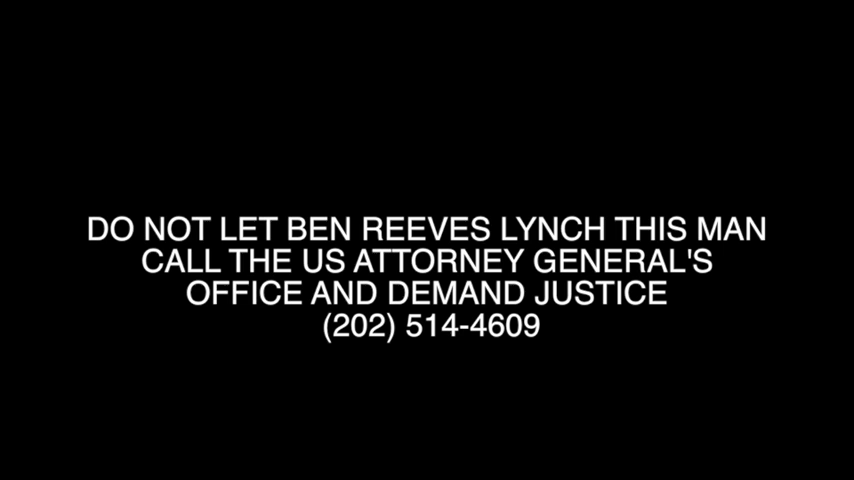 DO NOT LET BEN REEVES LYNCH THIS MAN
CALL THE US ATTORNEY GENERAL'S
OFFICE AND DEMAND JUSTICE
(202) 514-4609